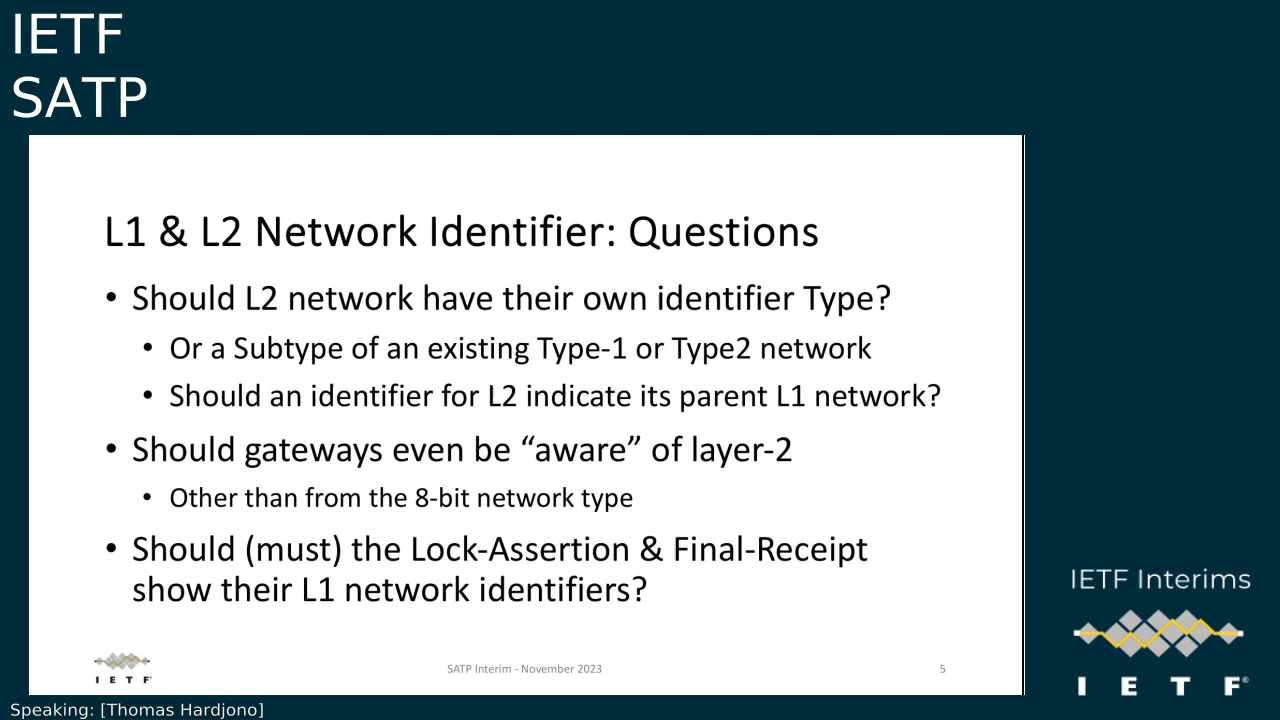 IETF
SATP
L1 & L2 Network Identifier: Questions
• Should L2 network have their own identifier Type?
• Or a Subtype of an existing Type-1 or Type2 network
• Should an identifier for L2 indicate its parent L1 network?
• Should gateways even be “aware” of layer-2
• Other than from the 8-bit network type
• Should (must) the Lock-Assertion & Final-Receipt
show their L1 network identifiers?
I E T F
SATP Interim - November 2023
5
IETF Interims
I E T F®
Speaking: [Thomas Hardjono]